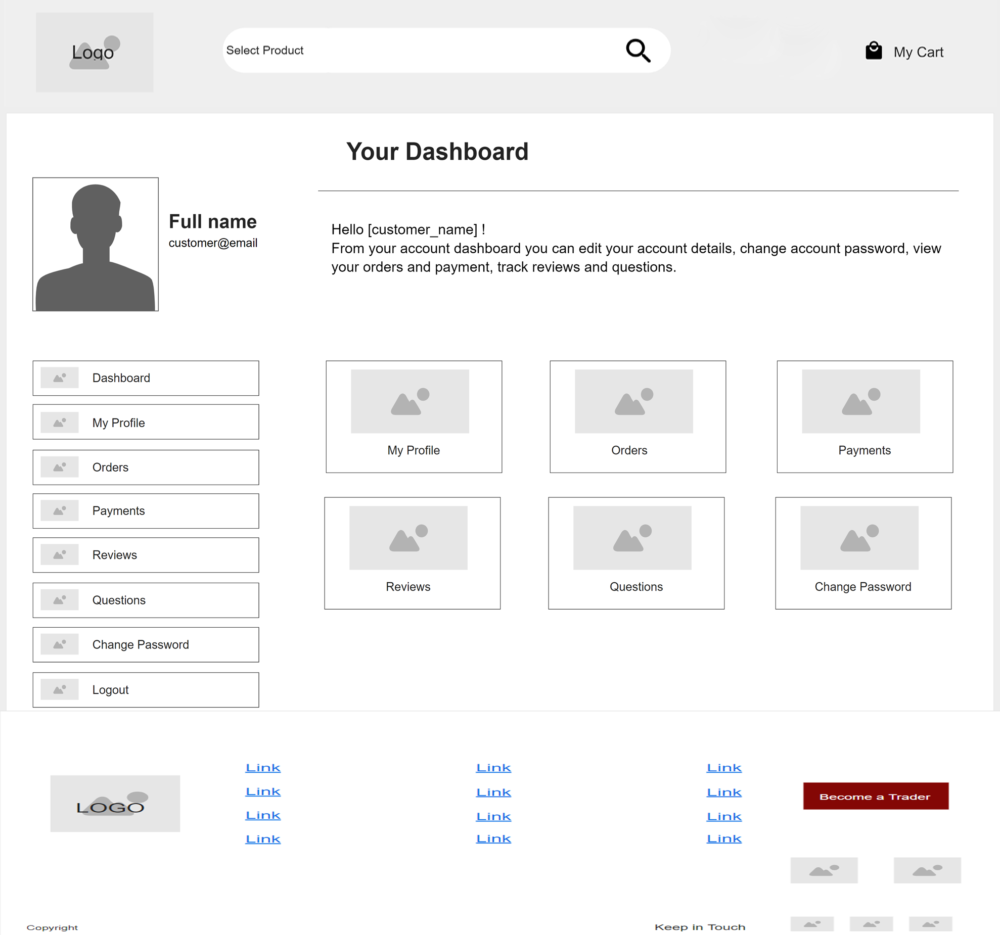 Logo
Select Product
My Cart
Your Dashboard
Full name
customer@email
Hello [customer_name] !
From your account dashboard you can edit your account details, change account password, view
your orders and payment, track reviews and questions.
Dashboard
My Profile
Orders
Payments
Reviews
Questions
Change Password
Logout
My Profile
Orders
Payments
Reviews
Questions
Change Password
LOGO
Link
Link
Link
Link
Link
Link
Link
Link
Link
Link
Link
Link
Become a Trader
Copyright
Keep in Touch